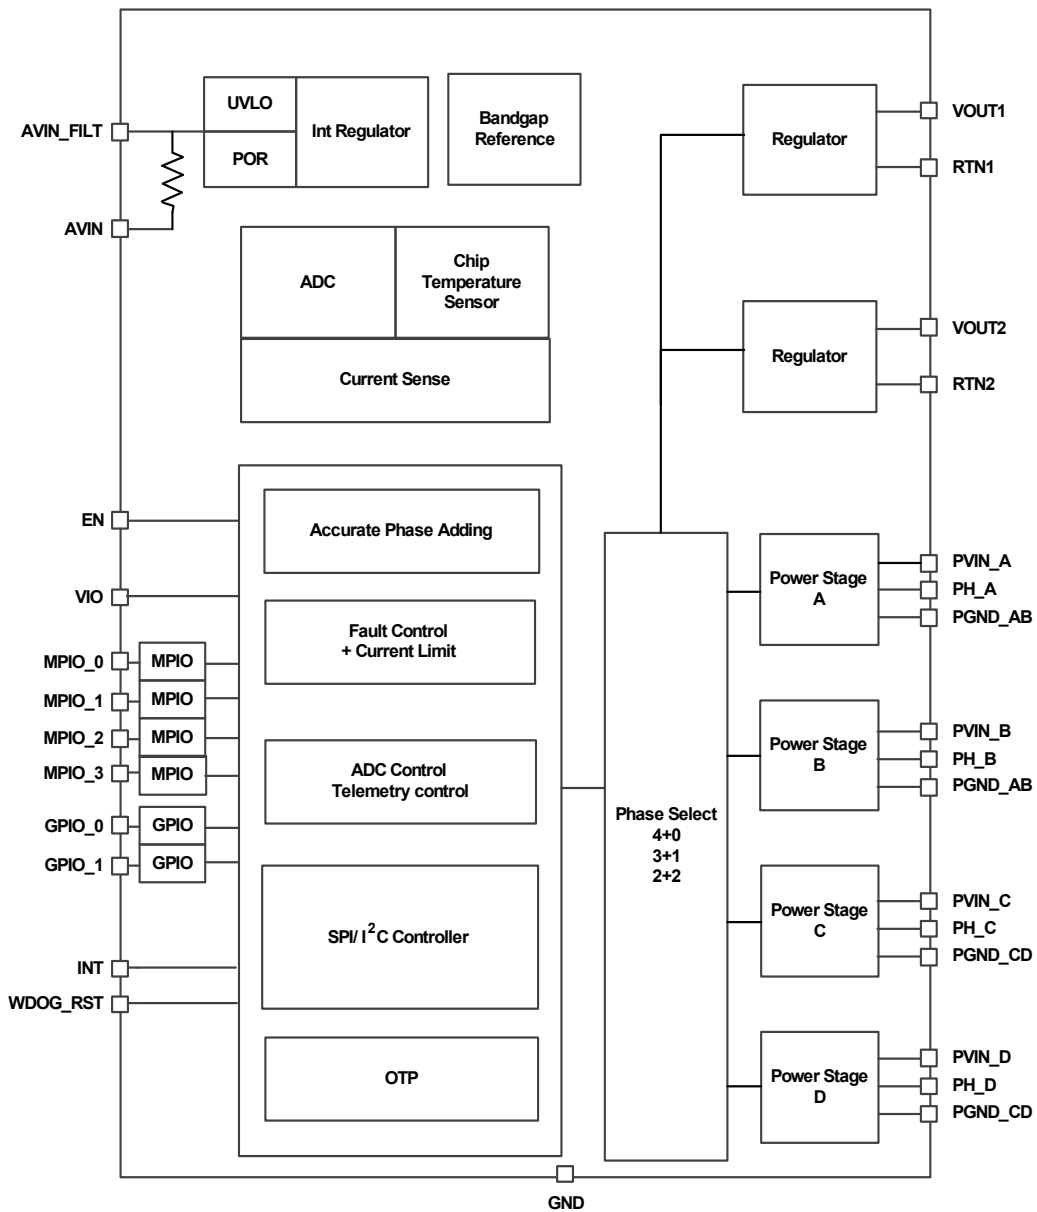 AVIN_FILT
AVIN
UVLO
POR
Int Regulator
Bandgap
Reference
ADC
Chip
Temperature
Sensor
Current Sense
Regulator
VOUT1
RTN1
Regulator
VOUT2
RTN2
EN
VIO
MPIO_0
MPIO
MPIO_1
MPIO
MPIO_2
MPIO
MPIO_3
MPIO
GPIO_0
GPIO
GPIO_1
GPIO
INT
WDOG_RST
Accurate Phase Adding
Fault Control
+ Current Limit
ADC Control
Telemetry control
SPI/ I²C Controller
OTP
Phase Select
4+0
3+1
2+2
Power Stage
A
PVIN_A
PH_A
PGND_AB
Power Stage
B
PVIN_B
PH_B
PGND_AB
Power Stage
C
PVIN_C
PH_C
PGND_CD
Power Stage
D
PVIN_D
PH_D
PGND_CD
GND